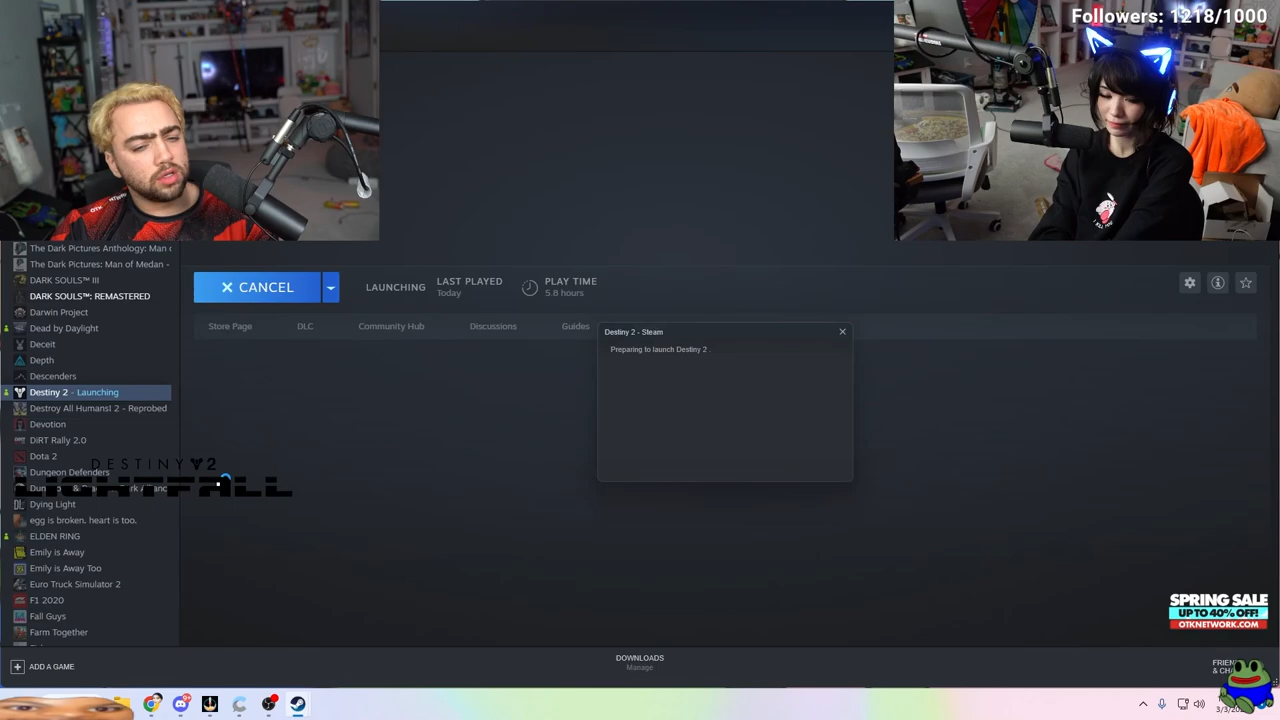 Followers: 1218/1000
The Dark Pictures Anthology: Man
The Dark Pictures: Man of Medan -
DARK SOULS™ III
DARK SOULS™: REMASTERED
Darwin Project
Dead by Daylight
Deceit
Depth
Descenders
Destiny 2 - Launching
Destroy All Humans! 2 - Reprobed
Devotion
DiRT Rally 2.0
Dota 2
Dungeon Defenders
Dying Light
egg is broken. heart is too.
ELDEN RING
Emily is Away
Emily is Away Too
Euro Truck Simulator 2
F1 2020
Fall Guys
Farm Together
DESTINY 2
LIGHTFALL
CANCEL
LAUNCHING
LAST PLAYED
Today
PLAY TIME
5.8 hours
Store Page
DLC
Community Hub
Discussions
Guides
Destiny 2 - Steam
Preparing to launch Destiny 2 .
SPRING SALE
UP TO 40% OFF!
OTKNETWORK.COM
ADD A GAME
DOWNLOADS
Manage